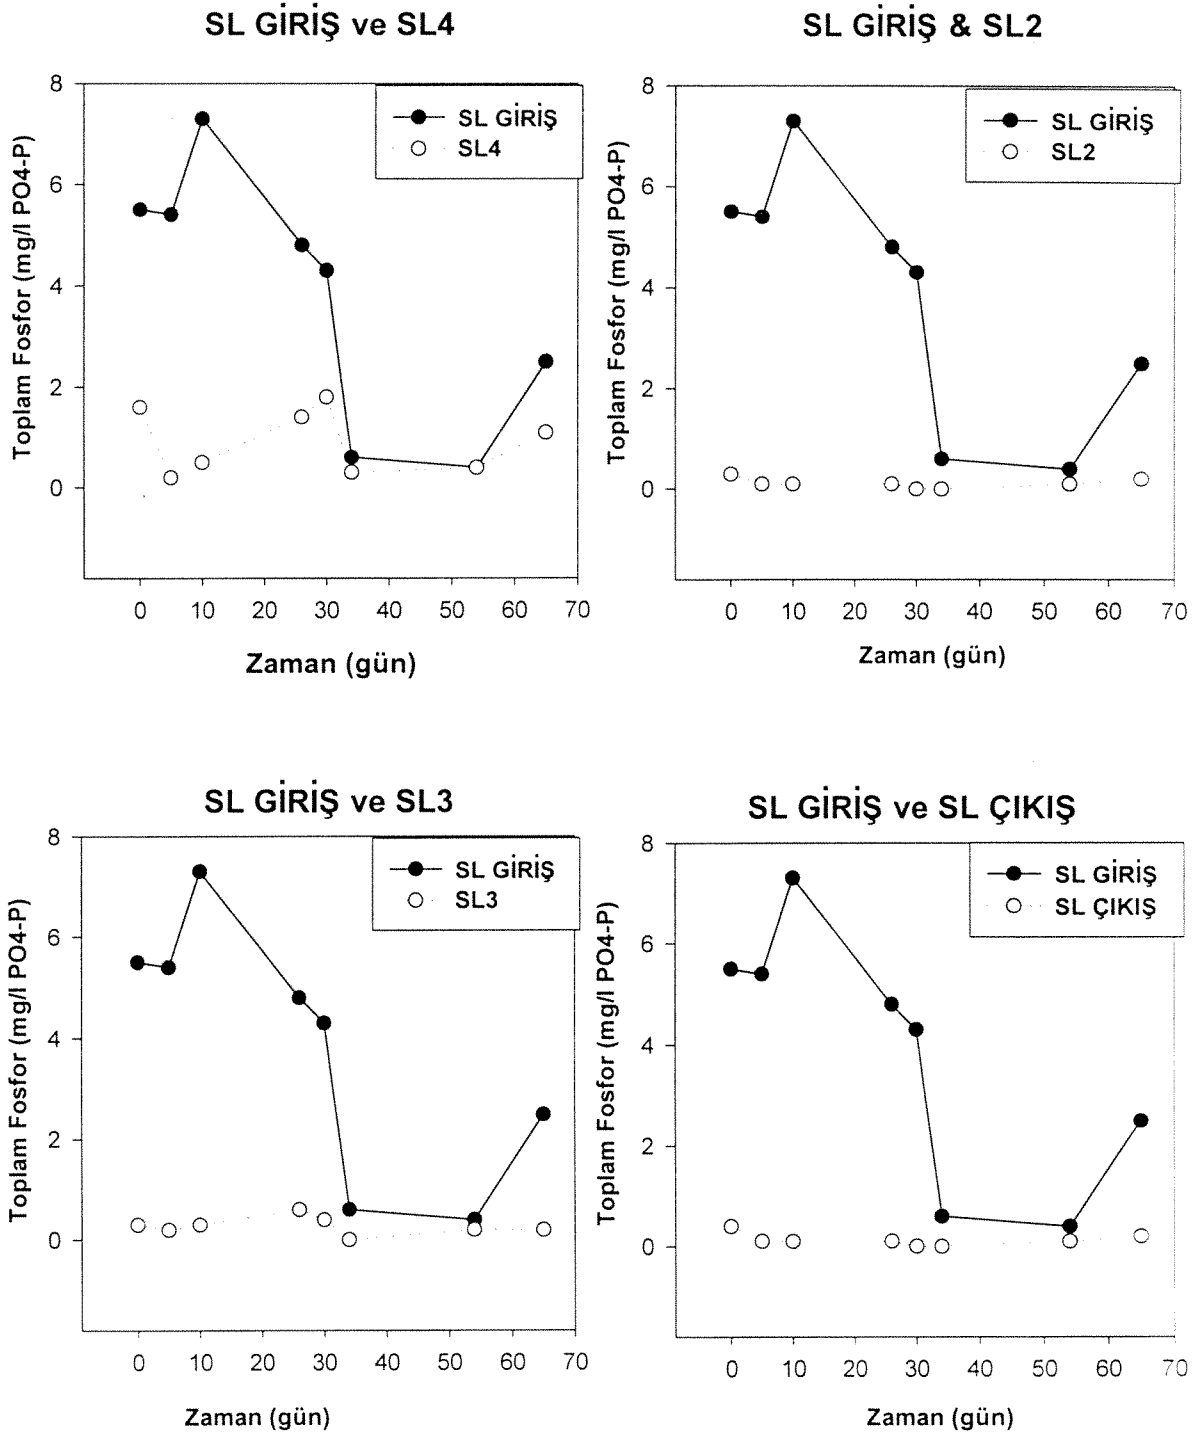 SL GİRİŞ ve SL4
Toplam Fosfor (mg/l PO4-P)
8
6
4
2
0
SL GİRİŞ
SL4
0 10 20 30 40 50 60 70
Zaman (gün)
SL GİRİŞ & SL2
Toplam Fosfor (mg/l PO4-P)
8
6
4
2
0
SL GİRİŞ
SL2
0 10 20 30 40 50 60 70
Zaman (gün)
SL GİRİŞ ve SL3
Toplam Fosfor (mg/l PO4-P)
8
6
4
2
0
SL GİRİŞ
SL3
0 10 20 30 40 50 60 70
Zaman (gün)
SL GİRİŞ ve SL ÇIKIŞ
Toplam Fosfor (mg/l PO4-P)
8
6
4
2
0
SL GİRİŞ
SL ÇIKIŞ
0 10 20 30 40 50 60 70
Zaman (gün)